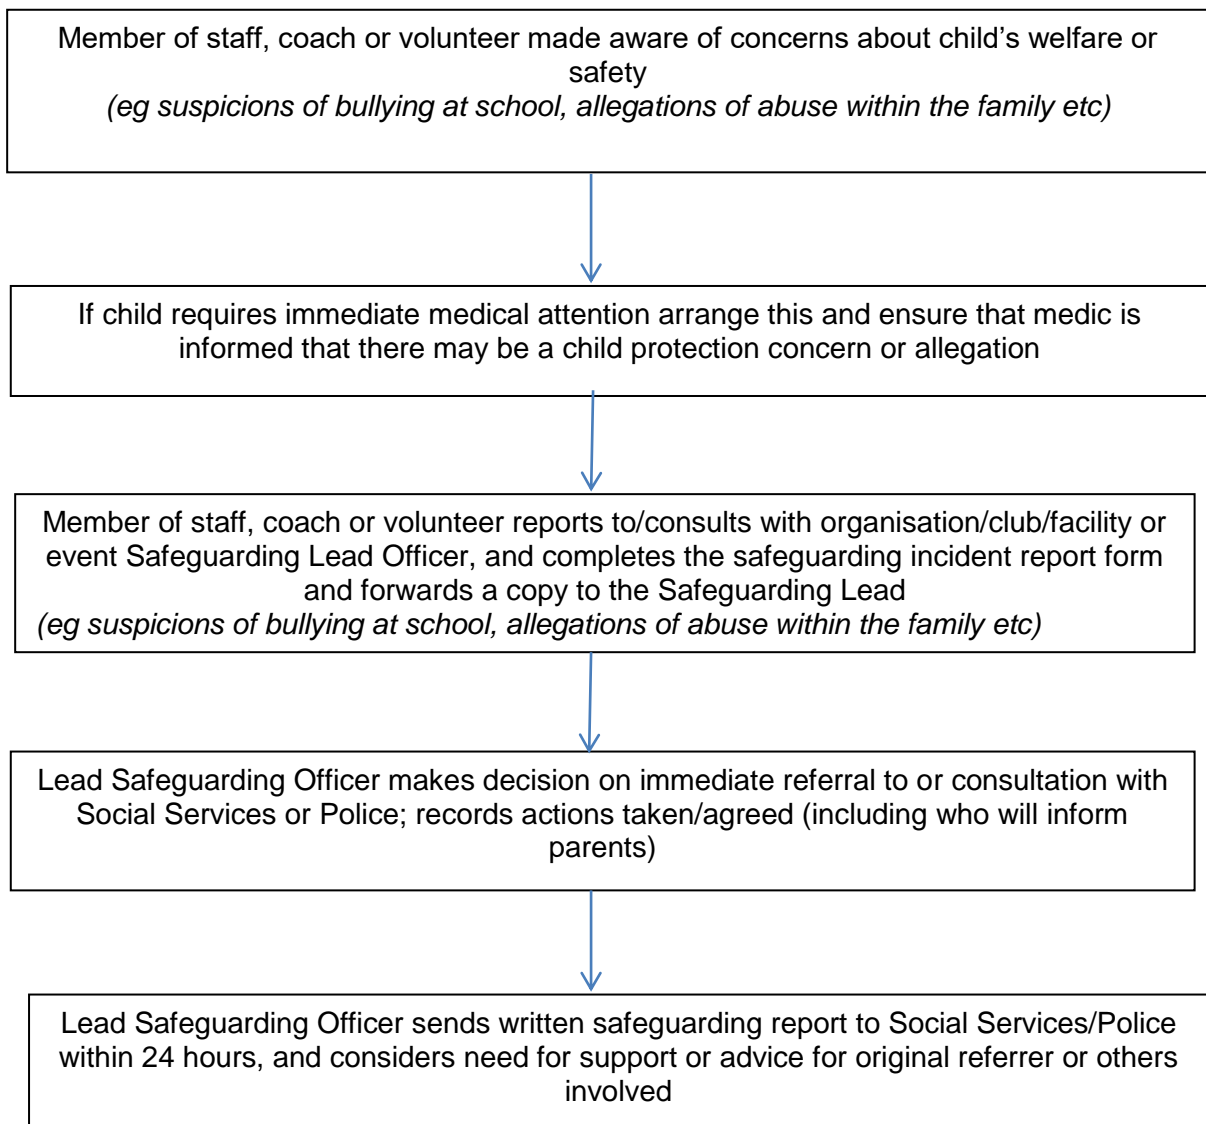 Member of staff, coach or volunteer made aware of concerns about child’s welfare or
safety
(eg suspicions of bullying at school, allegations of abuse within the family etc)
If child requires immediate medical attention arrange this and ensure that medic is
informed that there may be a child protection concern or allegation
Member of staff, coach or volunteer reports to/consults with organisation/club/facility or
event Safeguarding Lead Officer, and completes the safeguarding incident report form
and forwards a copy to the Safeguarding Lead
(eg suspicions of bullying at school, allegations of abuse within the family etc)
Lead Safeguarding Officer makes decision on immediate referral to or consultation with
Social Services or Police; records actions taken/agreed (including who will inform
parents)
Lead Safeguarding Officer sends written safeguarding report to Social Services/Police
within 24 hours, and considers need for support or advice for original referrer or others
involved